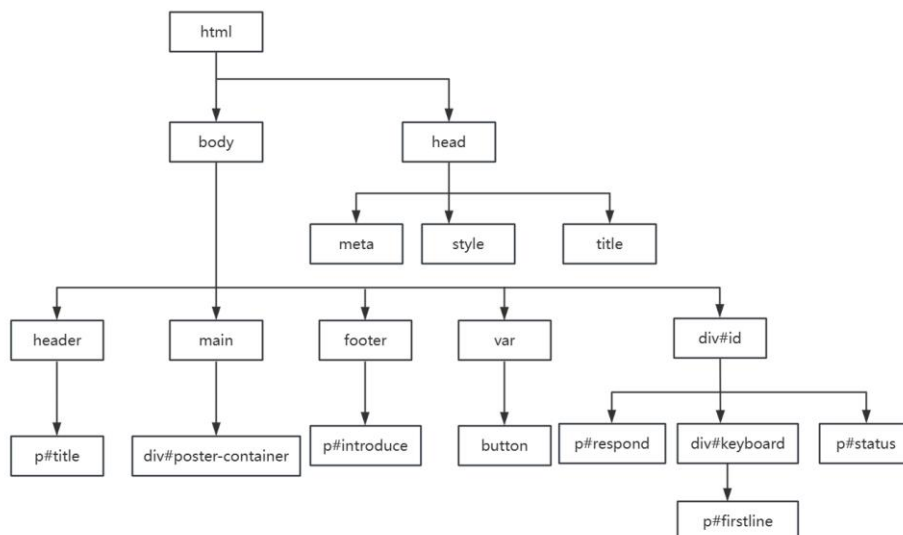 html
body
head
meta
style
title
header
main
footer
var
div#id
p#title
div#poster-container
p#introduce
button
p#respond
div#keyboard
p#status
p#firstline